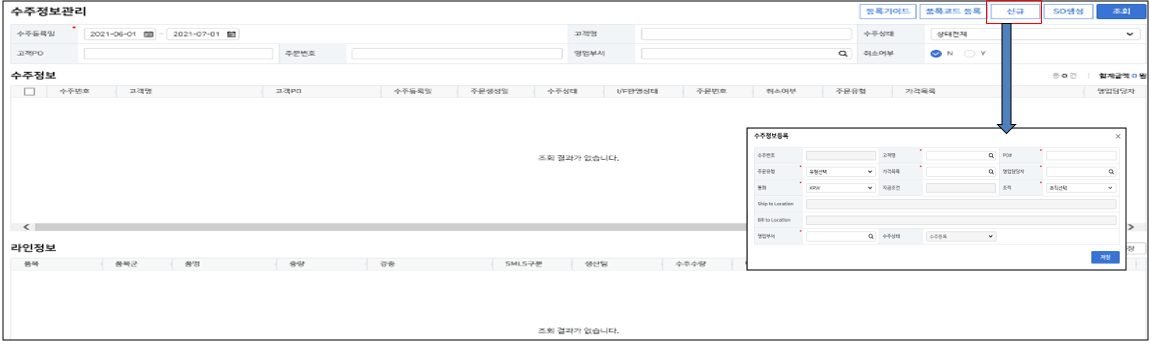 수주정보관리
등록가이드 품목코드 등록 신규 SO생성 조회
수주등록일 2021-06-01 ~ 2021-07-01 고객명 수주상태 상태전체
고객PO 주문번호 영업부서 취소여부 N Y
수주정보
총 0 건 합계금액 0 원
수주번호 고객명 고객PO 수주등록일 주문생성일 수주상태 I/F반영상태 주문번호 취소여부 주문유형 가격목록 영업담당자
조회 결과가 없습니다.
수주정보등록 ×
수주번호 고객명 PO#
주문유형 유형선택 가격목록 영업담당자
통화 KRW 지급조건 조직 조직선택
Ship to Location
Bill to Location
영업부서 수주상태 수주등록
저장
라인정보
품목 품목군 품명 중량 강종 SMLS구분 생산팀 수주수량
조회 결과가 없습니다.